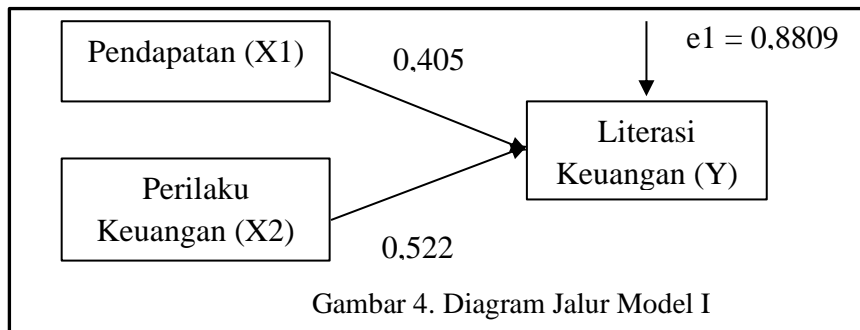 Pendapatan (X1)
0,405
e1 = 0,8809
Literasi
Keuangan (Y)
Perilaku
Keuangan (X2)
0,522
Gambar 4. Diagram Jalur Model I